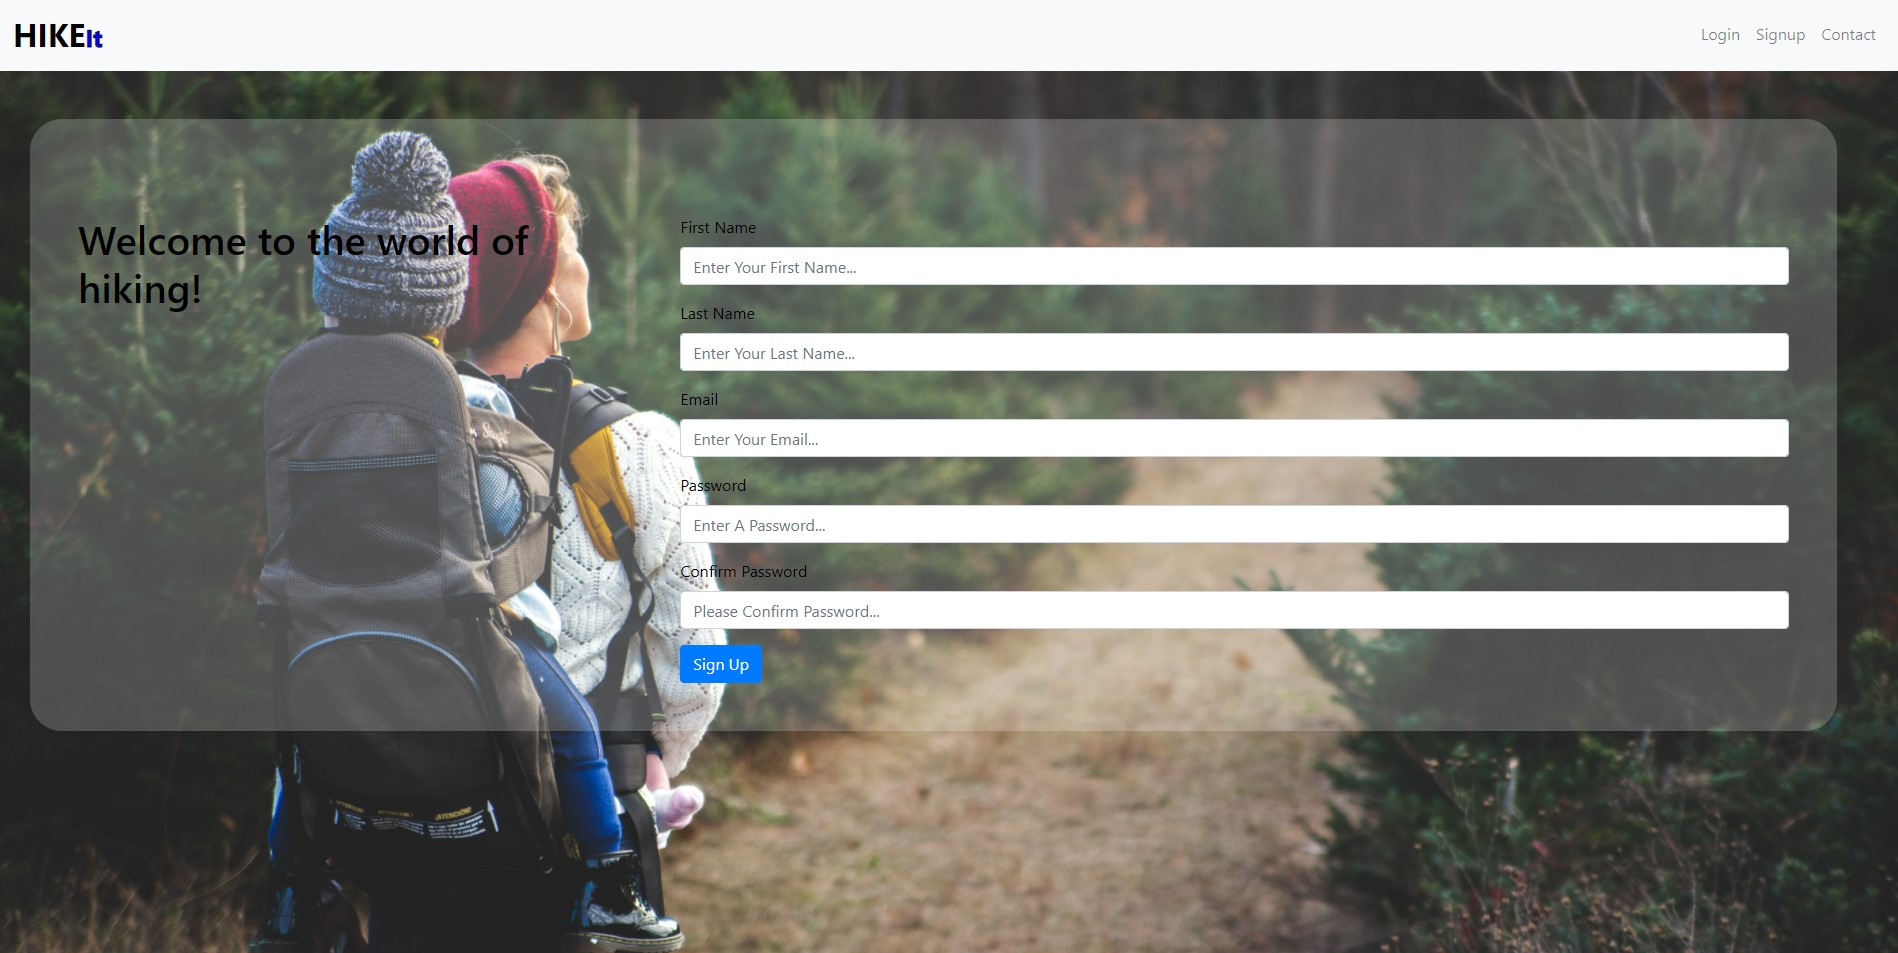 HIKEIt
Login Signup Contact
Welcome to the world of
hiking!
First Name
Enter Your First Name...
Last Name
Enter Your Last Name...
Email
Enter Your Email...
Password
Enter A Password...
Confirm Password
Please Confirm Password...
Sign Up
¡ATENCIÓN!